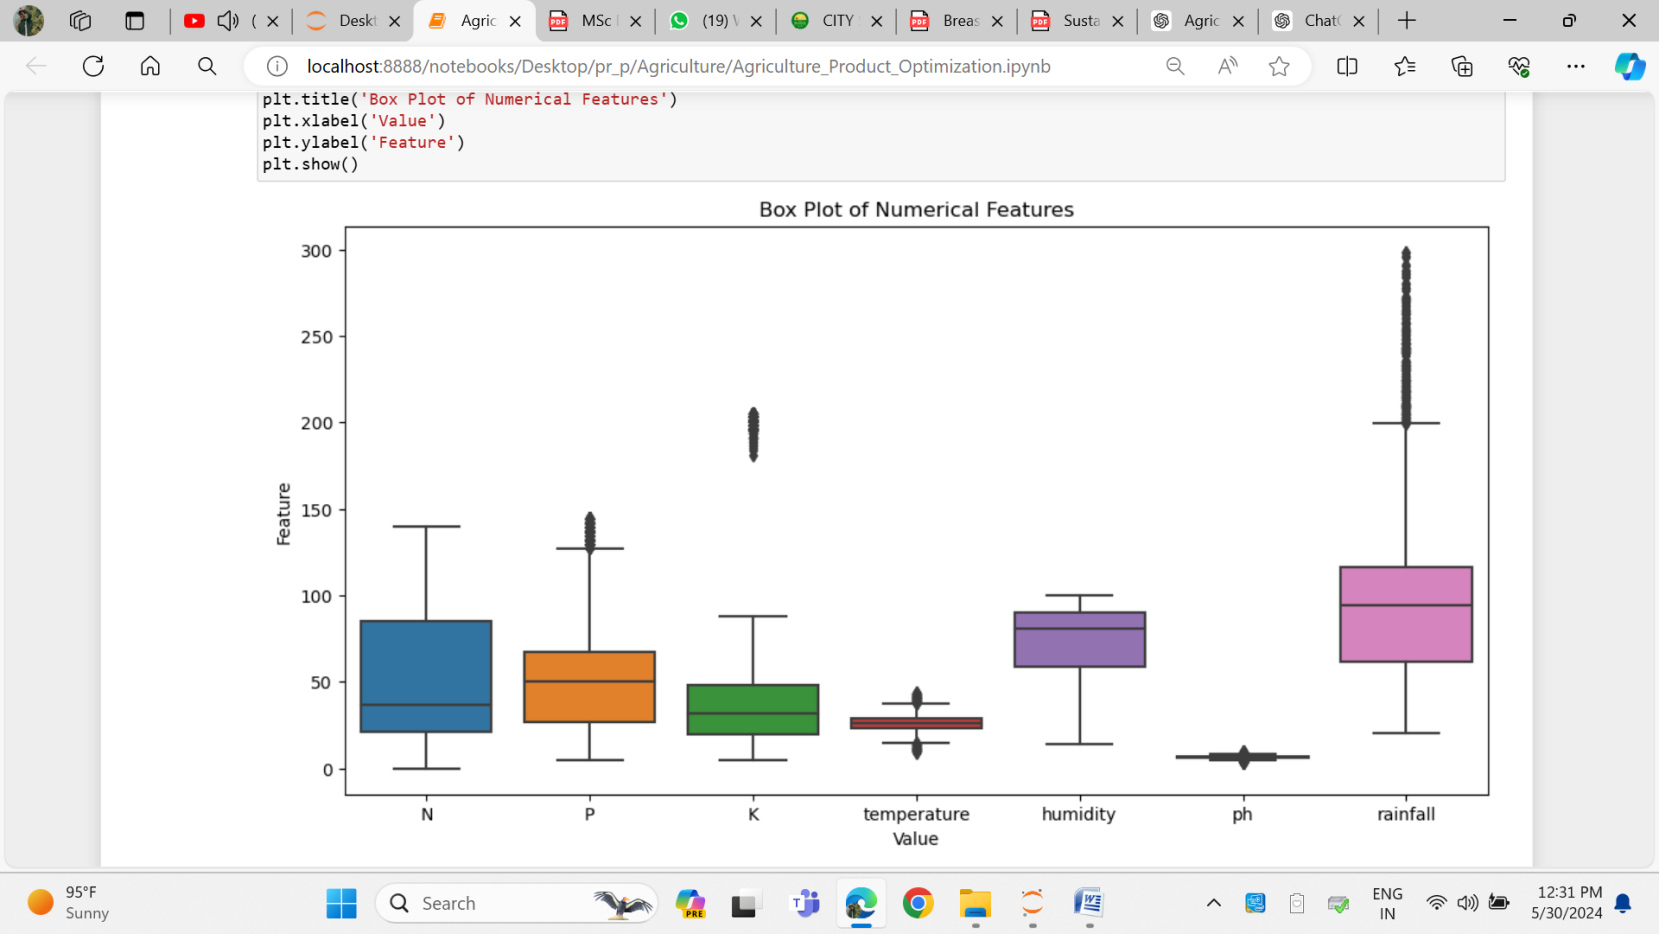 ( Deskt Agric MSc (19) CITY Breas Susta Agric Chat
localhost:8888/notebooks/Desktop/pr_p/Agriculture/Agriculture_Product_Optimization.ipynb
plt.title('Box Plot of Numerical Features')
plt.xlabel('Value')
plt.ylabel('Feature')
plt.show()
Box Plot of Numerical Features
300
250
200
150
100
50
0
Feature
N P K temperature humidity ph rainfall
Value
95°F
Sunny
Search
PRE
ENG
IN
12:31 PM
5/30/2024